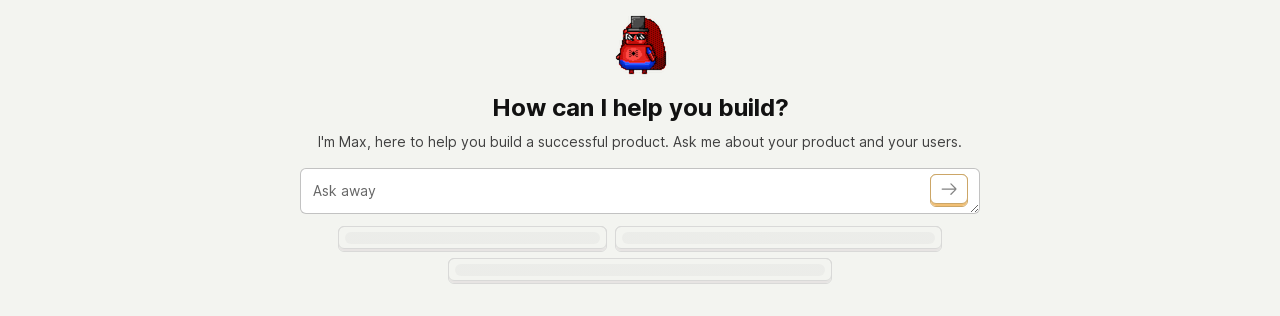 How can I help you build?
I'm Max, here to help you build a successful product. Ask me about your product and your users.
Ask away